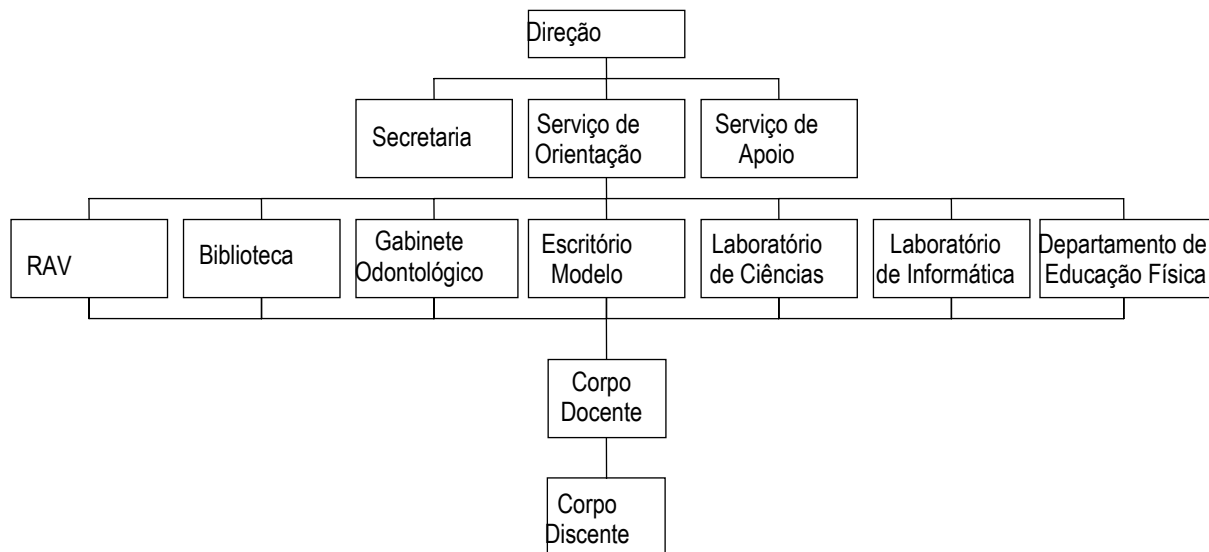 Direção
Secretaria
Serviço de
Orientação
Serviço de
Apoio
RAV
Biblioteca
Gabinete
Odontológico
Escritório
Modelo
Laboratório
de Ciências
Laboratório
de Informática
Departamento de
Educação Física
Corpo
Docente
Corpo
Discente